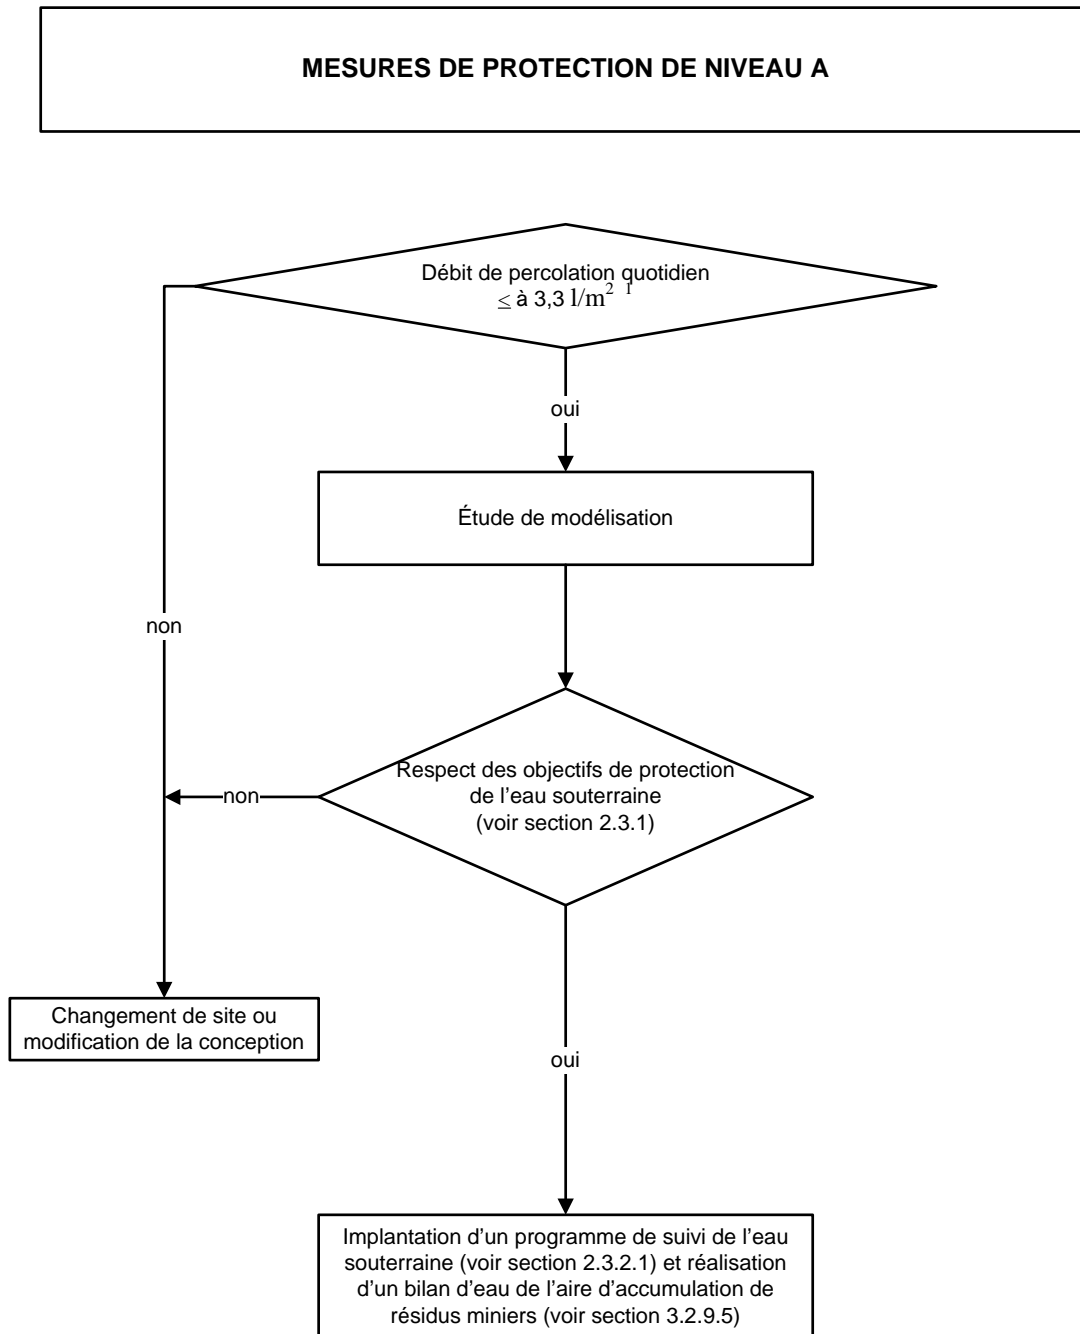 MESURES DE PROTECTION DE NIVEAU A
Débit de percolation quotidien
≤ à 3,3 l/m² ¹
oui
Étude de modélisation
non
Respect des objectifs de protection
de l'eau souterraine
(voir section 2.3.1)
non
Changement de site ou
modification de la conception
oui
Implantation d'un programme de suivi de l'eau
souterraine (voir section 2.3.2.1) et réalisation
d'un bilan d'eau de l'aire d'accumulation de
résidus miniers (voir section 3.2.9.5)